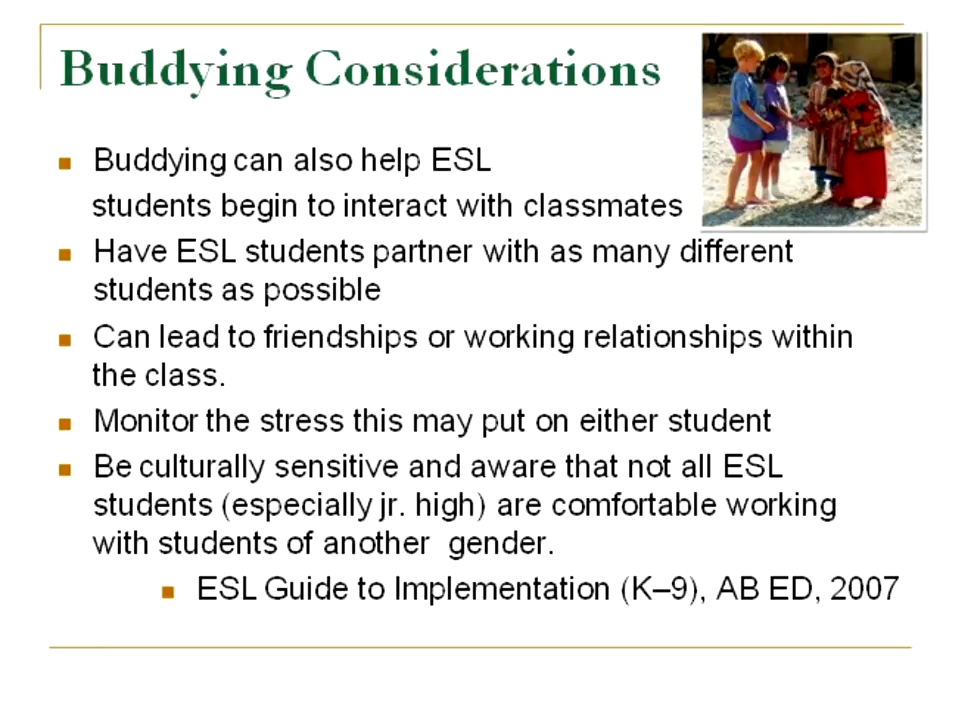 Buddying Considerations
Buddying can also help ESL
students begin to interact with classmates
Have ESL students partner with as many different
students as possible
Can lead to friendships or working relationships within
the class.
Monitor the stress this may put on either student
Be culturally sensitive and aware that not all ESL
students (especially jr. high) are comfortable working
with students of another  gender.
ESL Guide to Implementation (K–9), AB ED, 2007